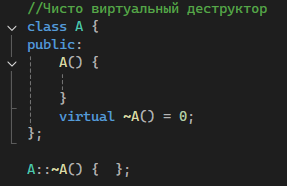 //Чисто виртуальный деструктор
class A {
public:
    A() {

    }
    virtual ~A() = 0;
};

A::~A() {  };